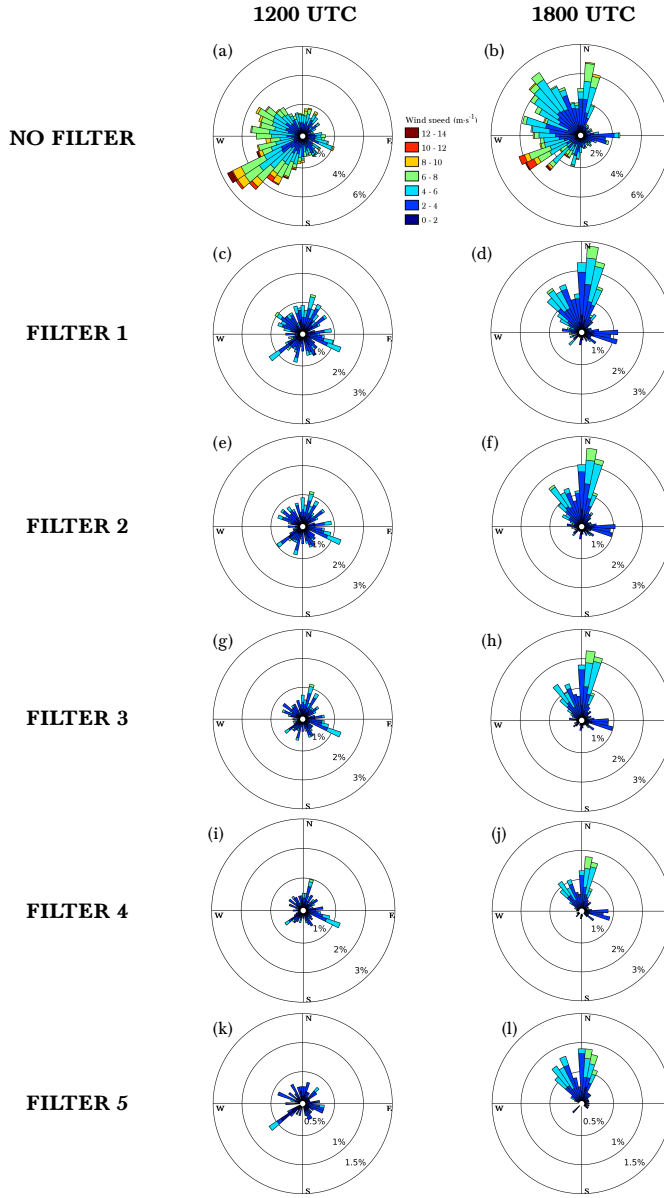 1200 UTC 1800 UTC
NO FILTER
(a) N W E S 2% 4% 6%
Wind speed (m·s⁻¹)
12 - 14
10 - 12
8 - 10
6 - 8
4 - 6
2 - 4
0 - 2
(b) N W S 2% 4% 6%
FILTER 1
(c) N W E S 1% 2% 3%
(d) N W S 1% 2% 3%
FILTER 2
(e) N W E S 1% 2% 3%
(f) N W S 1% 2% 3%
FILTER 3
(g) N W E S 1% 2% 3%
(h) N W S 1% 2% 3%
FILTER 4
(i) N W E S 1% 2% 3%
(j) N W S 1% 2% 3%
FILTER 5
(k) N W E S 0.5% 1% 1.5%
(l) N W S 0.5% 1% 1.5%